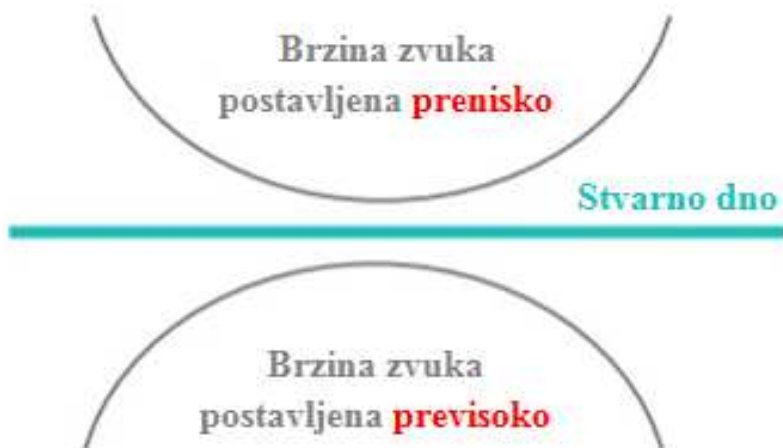 Brzina zvuka
postavljena prenisko
Stvarno dno
Brzina zvuka
postavljena previsoko